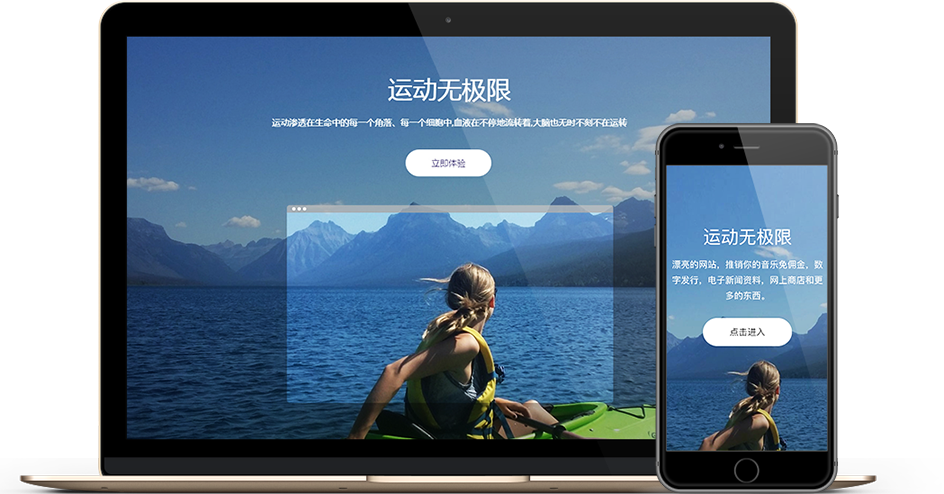 运动无极限
运动渗透在生命中的每一个角落、每一个细胞中,血液在不停地流转着,大脑也无时不刻不在运转
立即体验
运动无极限
漂亮的网站，推销你的音乐免佣金，数
字发行，电子新闻资料，网上商店和更
多的东西。
点击进入